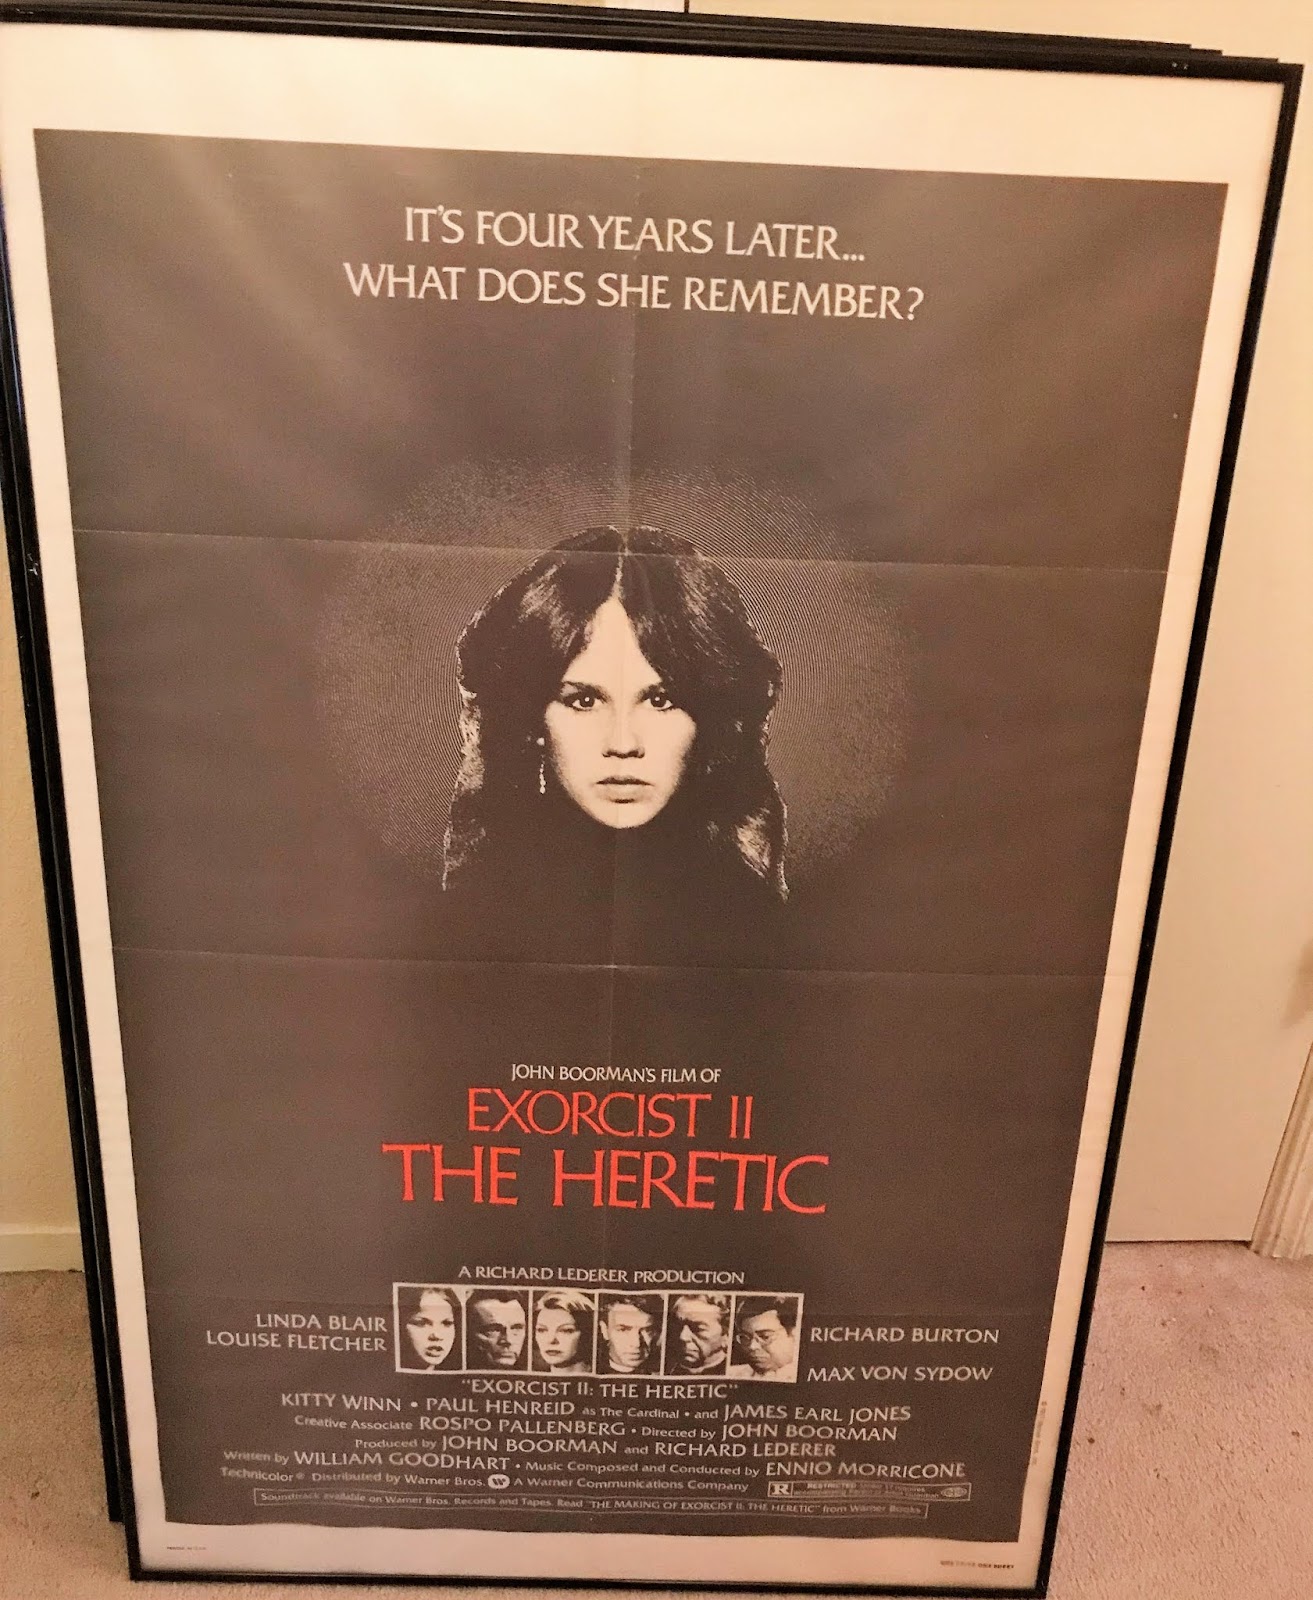 IT'S FOUR YEARS LATER...
WHAT DOES SHE REMEMBER?
JOHN BOORMAN'S FILM OF
EXORCIST II
THE HERETIC
A RICHARD LEDERER PRODUCTION
LINDA BLAIR
LOUISE FLETCHER
RICHARD BURTON
MAX VON SYDOW
"EXORCIST II: THE HERETIC"
KITTY WINN • PAUL HENREID as The Cardinal • and JAMES EARL JONES
Creative Associate ROSPO PALLENBERG • Directed by JOHN BOORMAN
Produced by JOHN BOORMAN and RICHARD LEDERER
Written by WILLIAM GOODHART • Music Composed and Conducted by ENNIO MORRICONE
Technicolor® Distributed by Warner Bros. A Warner Communications Company
R RESTRICTED
Soundtrack available on Warner Bros. Records and Tapes. Read "THE MAKING OF EXORCIST II: THE HERETIC" from Warner Books